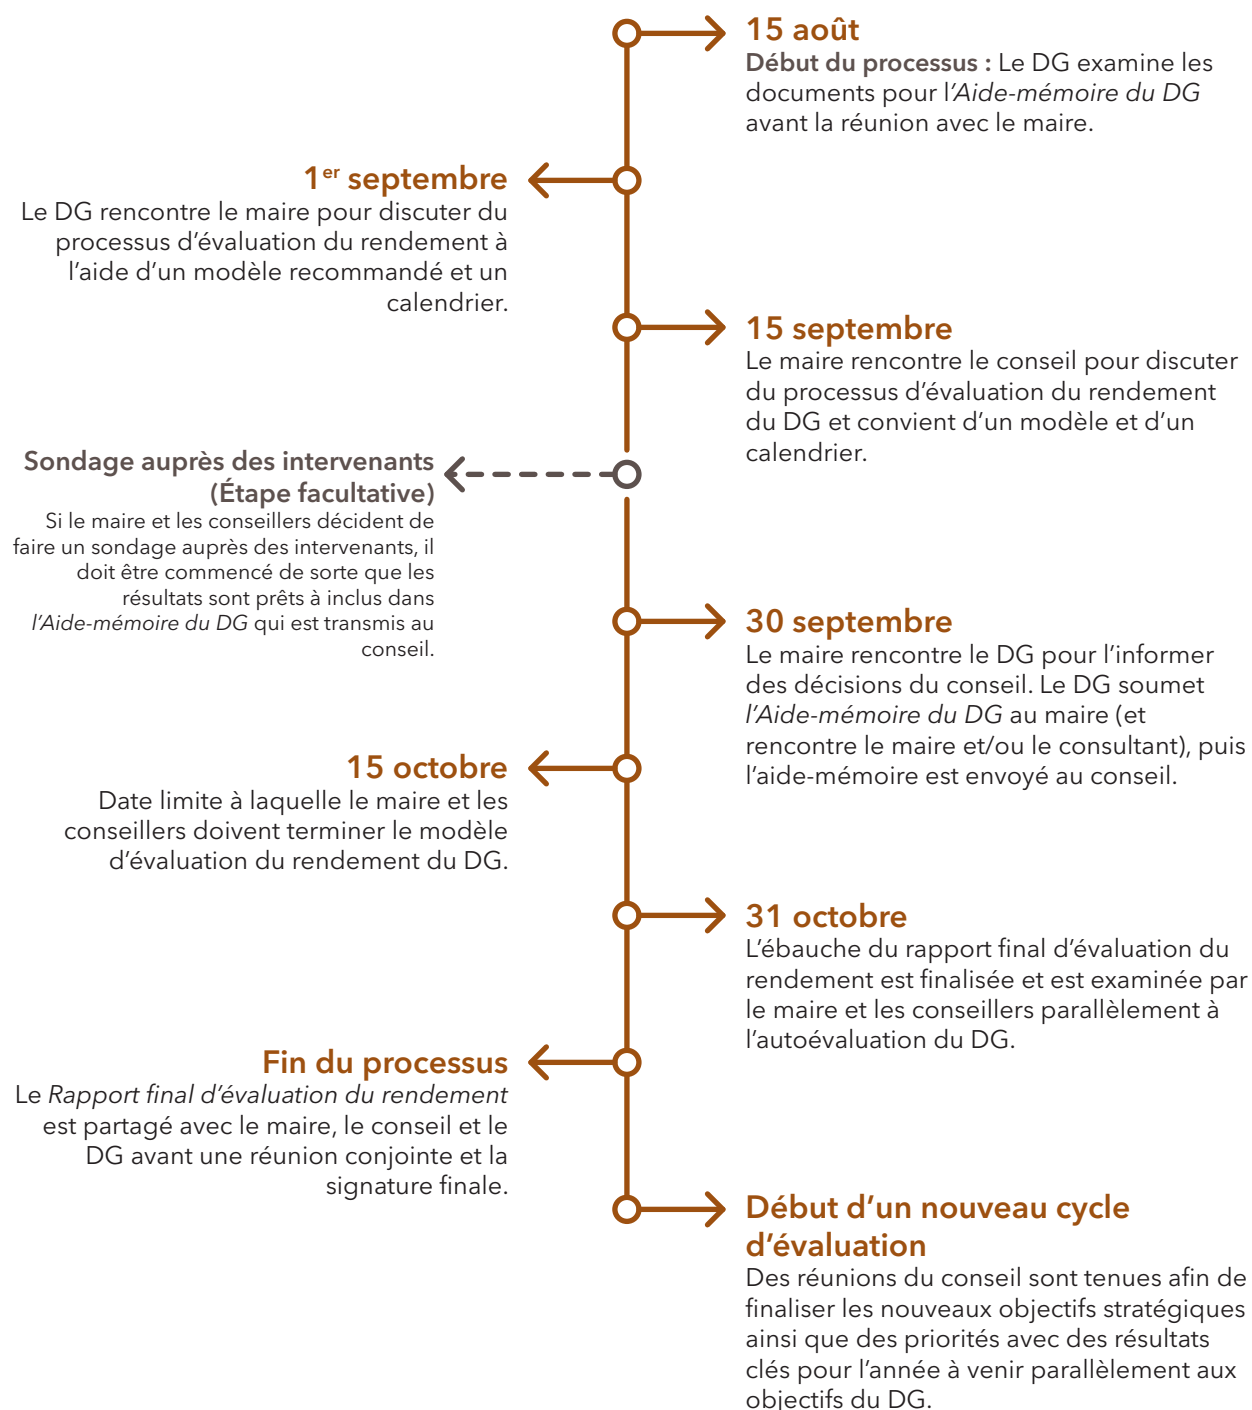 15 août
Début du processus : Le DG examine les
documents pour l’Aide-mémoire du DG
avant la réunion avec le maire.
1er septembre
Le DG rencontre le maire pour discuter du
processus d’évaluation du rendement à
l’aide d’un modèle recommandé et un
calendrier.
15 septembre
Le maire rencontre le conseil pour discuter
du processus d’évaluation du rendement
du DG et convient d’un modèle et d’un
calendrier.
Sondage auprès des intervenants
(Étape facultative)
Si le maire et les conseillers décident de
faire un sondage auprès des intervenants, il
doit être commencé de sorte que les
résultats sont prêts à inclus dans
l’Aide-mémoire du DG qui est transmis au
conseil.
30 septembre
Le maire rencontre le DG pour l’informer
des décisions du conseil. Le DG soumet
l’Aide-mémoire du DG au maire (et
rencontre le maire et/ou le consultant), puis
l’aide-mémoire est envoyé au conseil.
15 octobre
Date limite à laquelle le maire et les
conseillers doivent terminer le modèle
d’évaluation du rendement du DG.
31 octobre
L’ébauche du rapport final d’évaluation du
rendement est finalisée et est examinée par
le maire et les conseillers parallèlement à
l’autoévaluation du DG.
Fin du processus
Le Rapport final d’évaluation du rendement
est partagé avec le maire, le conseil et le
DG avant une réunion conjointe et la
signature finale.
Début d’un nouveau cycle
d’évaluation
Des réunions du conseil sont tenues afin de
finaliser les nouveaux objectifs stratégiques
ainsi que des priorités avec des résultats
clés pour l’année à venir parallèlement aux
objectifs du DG.